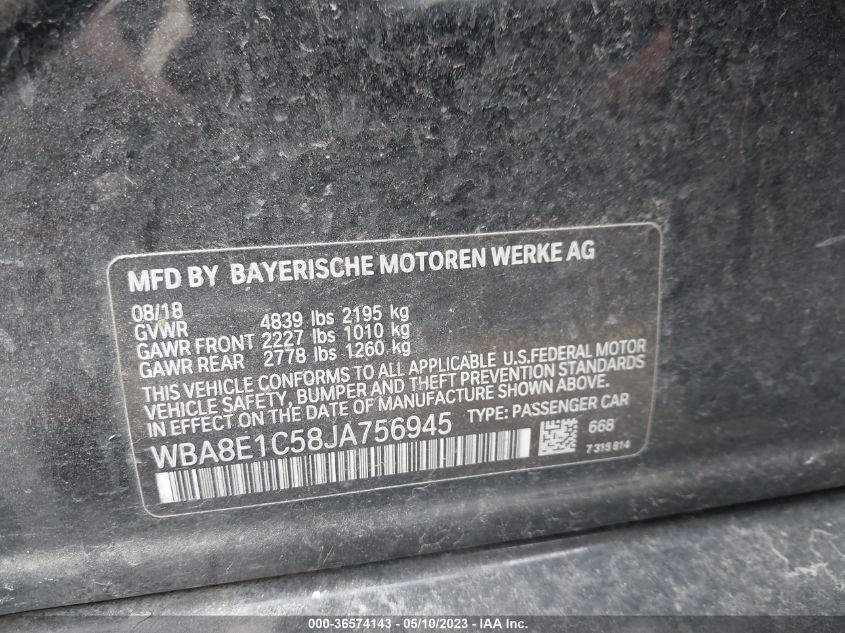 MFD BY BAYERISCHE MOTOREN WERKE AG
08/18
GVWR 4839 lbs 2195 kg
GAWR FRONT 2227 lbs 1010 kg
GAWR REAR 2778 lbs 1260 kg
THIS VEHICLE CONFORMS TO ALL APPLICABLE U.S.FEDERAL MOTOR
VEHICLE SAFETY, BUMPER AND THEFT PREVENTION STANDARDS
IN EFFECT ON THE DATE OF MANUFACTURE SHOWN ABOVE.
WBA8E1C58JA756945 TYPE: PASSENGER CAR
668
7315814
000-36574143 - 05/10/2023 - IAA Inc.